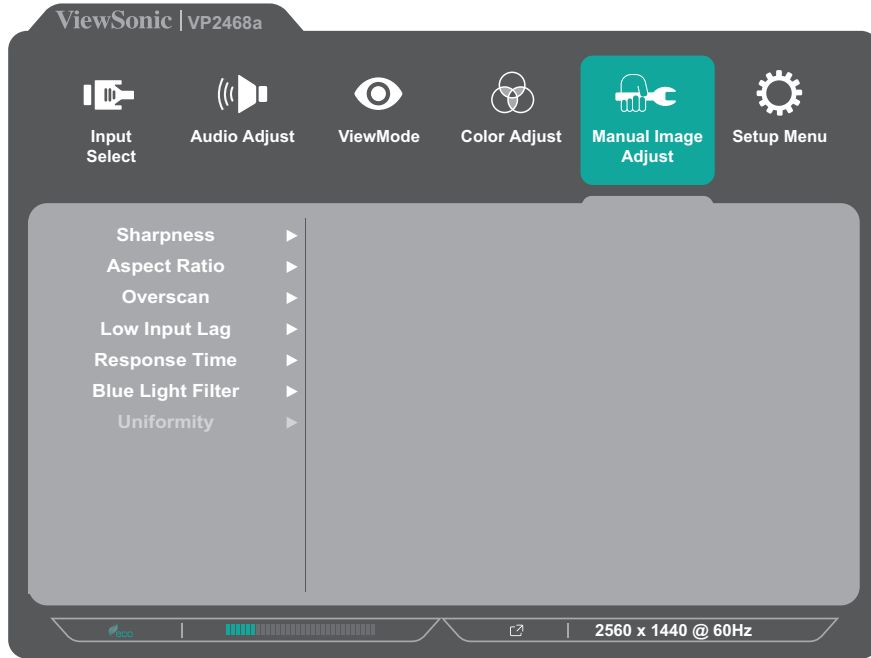 ViewSonic | VP2468a
Input Select
Audio Adjust
ViewMode
Color Adjust
Manual Image Adjust
Setup Menu
Sharpness
Aspect Ratio
Overscan
Low Input Lag
Response Time
Blue Light Filter
Uniformity
eco
2560 x 1440 @ 60Hz